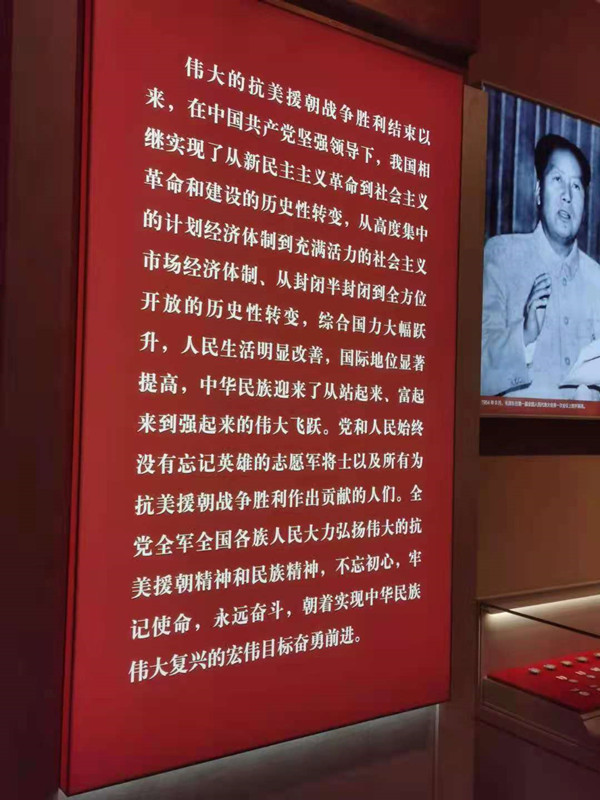 伟大的抗美援朝战争胜利结束以
来，在中国共产党坚强领导下，我国相
继实现了从新民主主义革命到社会主义
革命和建设的历史性转变，从高度集中
的计划经济体制到充满活力的社会主义
市场经济体制、从封闭半封闭到全方位
开放的历史性转变，综合国力大幅跃
升，人民生活明显改善，国际地位显著
提高，中华民族迎来了从站起来、富起
来到强起来的伟大飞跃。党和人民始终
没有忘记英雄的志愿军将士以及所有为
抗美援朝战争胜利作出贡献的人们。全
党全军全国各族人民大力弘扬伟大的抗
美援朝精神和民族精神，不忘初心，牢
记使命，永远奋斗，朝着实现中华民族
伟大复兴的宏伟目标奋勇前进。